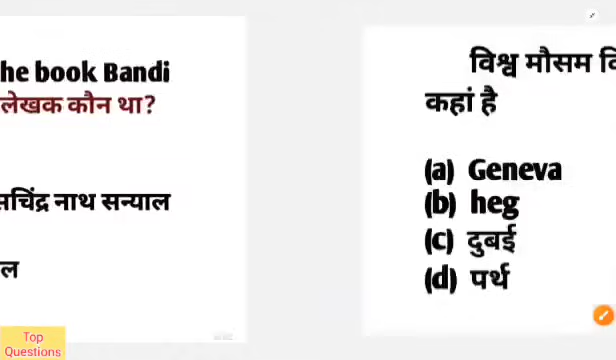 he book Bandi
लेखक कौन था?
सचिंद्र नाथ सन्याल
ल
Top
Questions
विश्व मौसम वि
कहां है
(a) Geneva
(b) heg
(c) दुबई
(d) पर्थ